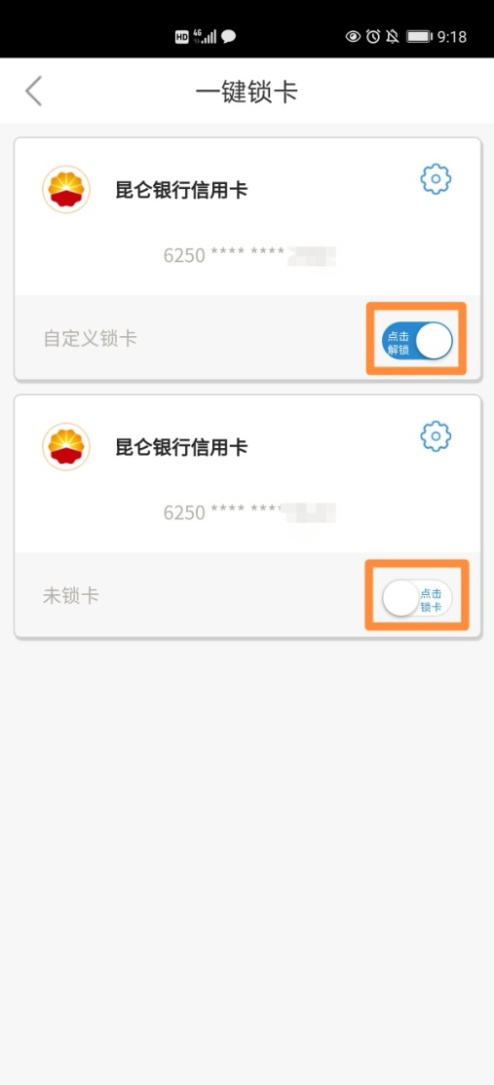 HD 4G 9:18
一键锁卡
昆仑银行信用卡
6250 **** ****
自定义锁卡
点击
解锁
昆仑银行信用卡
6250 **** ****
未锁卡
点击
锁卡